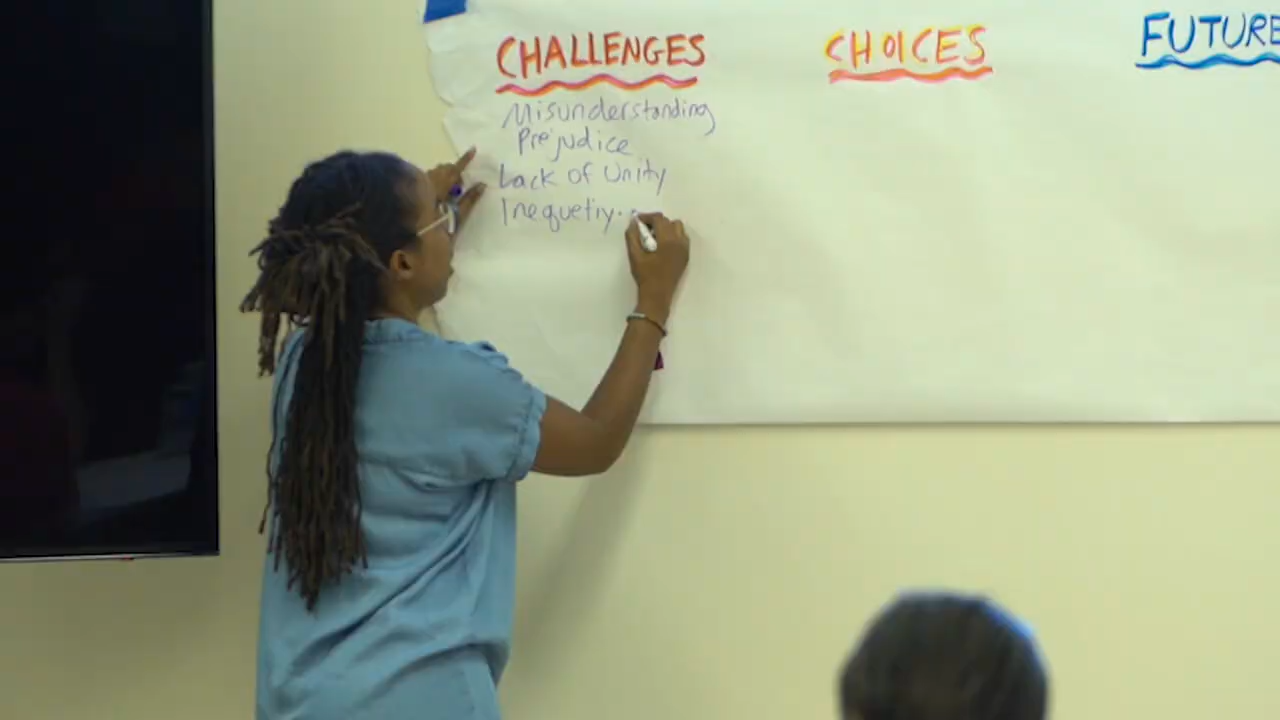 CHALLENGES
Misunderstanding
Prejudice
Lack of Unity
Inequetiy.
CHOICES
FUTURE